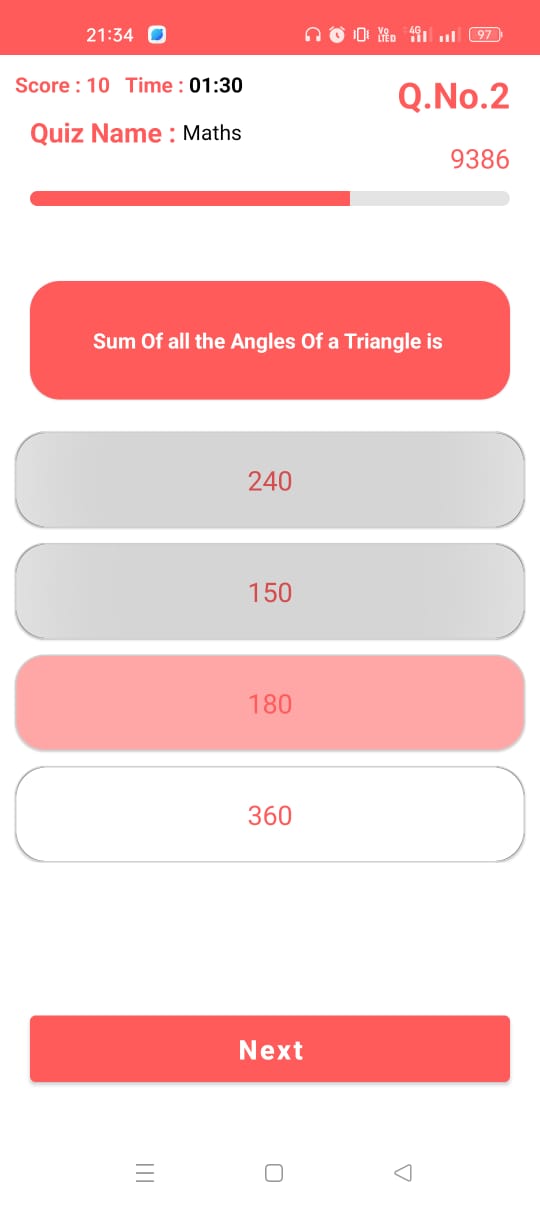 21:34
Vo LTE D 4G 97
Score : 10 Time : 01:30
Q.No.2
Quiz Name : Maths
9386
Sum Of all the Angles Of a Triangle is
240
150
180
360
Next